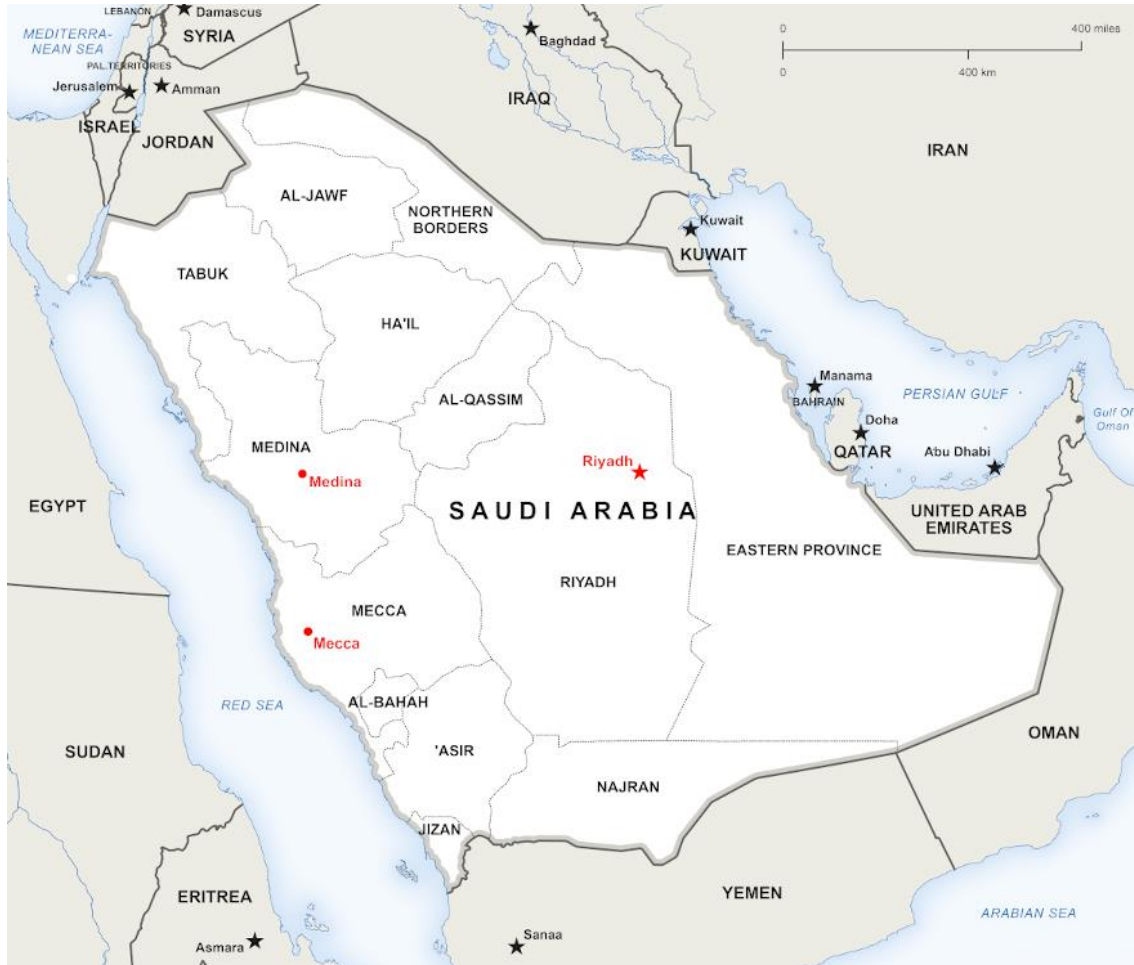 LEBANON
Damascus
MEDITERRA-
NEAN SEA
SYRIA
PAL.TERRITORIES
Jerusalem
Amman
ISRAEL
JORDAN
Baghdad
IRAQ
0
400 miles
0
400 km
IRAN
AL-JAWF
NORTHERN
BORDERS
Kuwait
KUWAIT
TABUK
HA'IL
AL-QASSIM
Manama
BAHRAIN
PERSIAN GULF
Gulf Of
Oman
Doha
QATAR
Abu Dhabi
MEDINA
Medina
Riyadh
EGYPT
SAUDI ARABIA
UNITED ARAB
EMIRATES
EASTERN PROVINCE
RIYADH
MECCA
Mecca
AL-BAHAH
RED SEA
SUDAN
'ASIR
OMAN
NAJRAN
JIZAN
ERITREA
YEMEN
ARABIAN SEA
Asmara
Sanaa